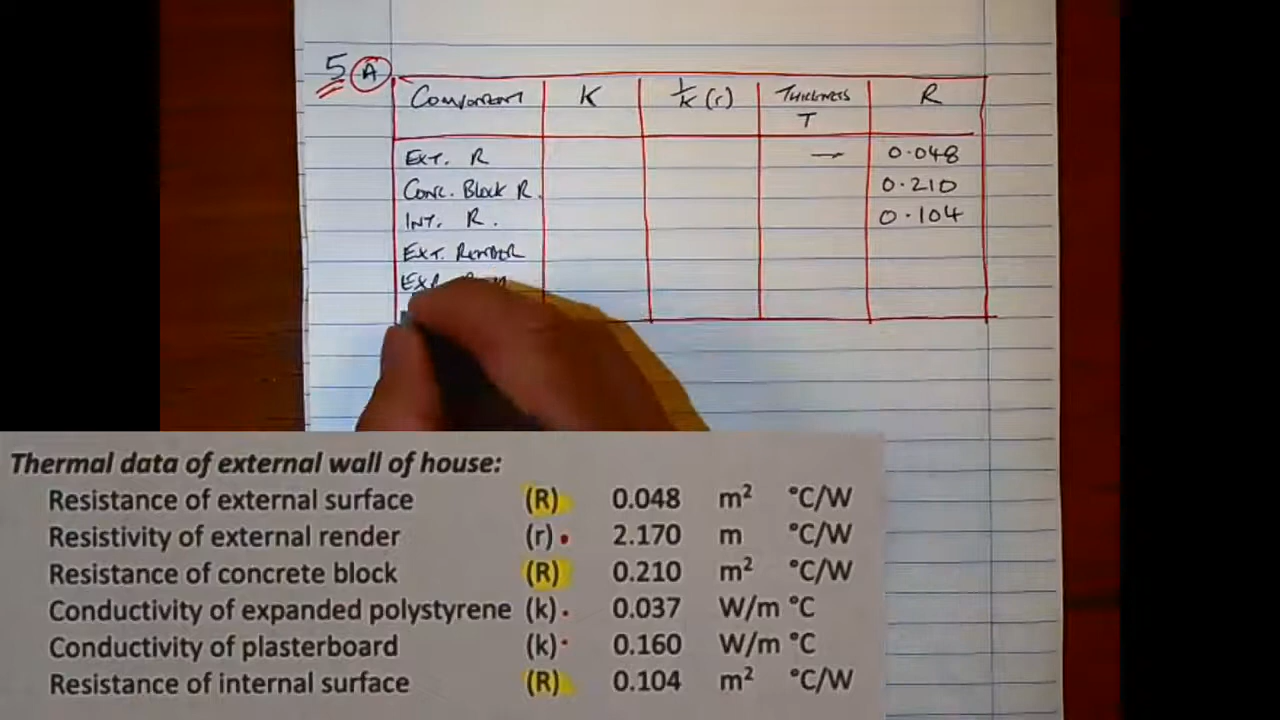 5 A
Component K 1/k (r) Thickness T R
Ext. R — 0.048
Conc. Block R. 0.210
Int. R. 0.104
Ext. Render
Thermal data of external wall of house:
Resistance of external surface (R) 0.048 m² °C/W
Resistivity of external render (r) 2.170 m °C/W
Resistance of concrete block (R) 0.210 m² °C/W
Conductivity of expanded polystyrene (k) 0.037 W/m °C
Conductivity of plasterboard (k) 0.160 W/m °C
Resistance of internal surface (R) 0.104 m² °C/W